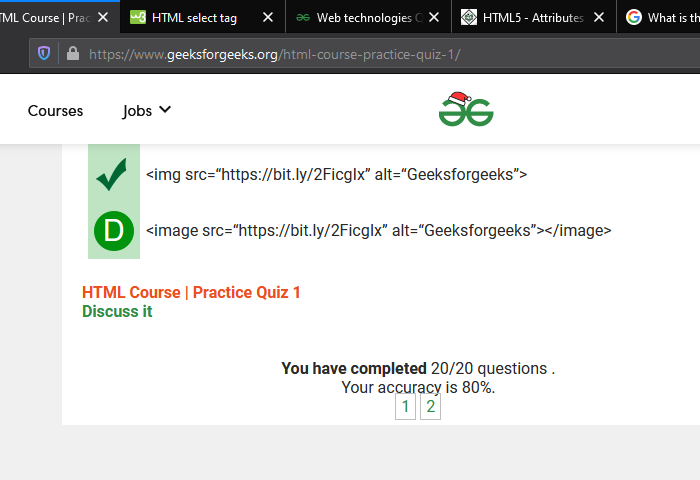 TML Course | Prac
HTML select tag
Web technologies
HTML5 - Attributes
What is th
https://www.geeksforgeeks.org/html-course-practice-quiz-1/
Courses
Jobs
<img src=“https://bit.ly/2FicgIx” alt=“Geeksforgeeks”>
D
<image src=“https://bit.ly/2FicgIx” alt=“Geeksforgeeks”></image>
HTML Course | Practice Quiz 1
Discuss it
You have completed 20/20 questions .
Your accuracy is 80%.
1 2